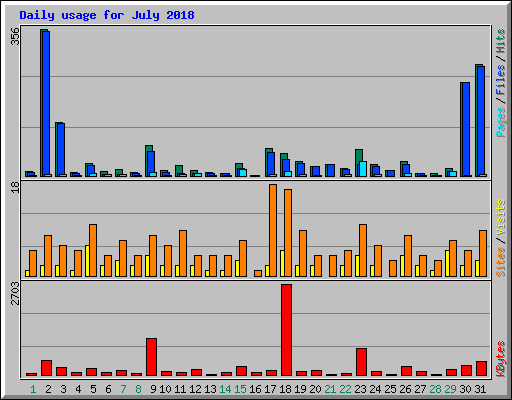 Daily usage for July 2018
356
Pages / Files / Hits
18
Sites / Visits
2703
KBytes
1 2 3 4 5 6 7 8 9 10 11 12 13 14 15 16 17 18 19 20 21 22 23 24 25 26 27 28 29 30 31